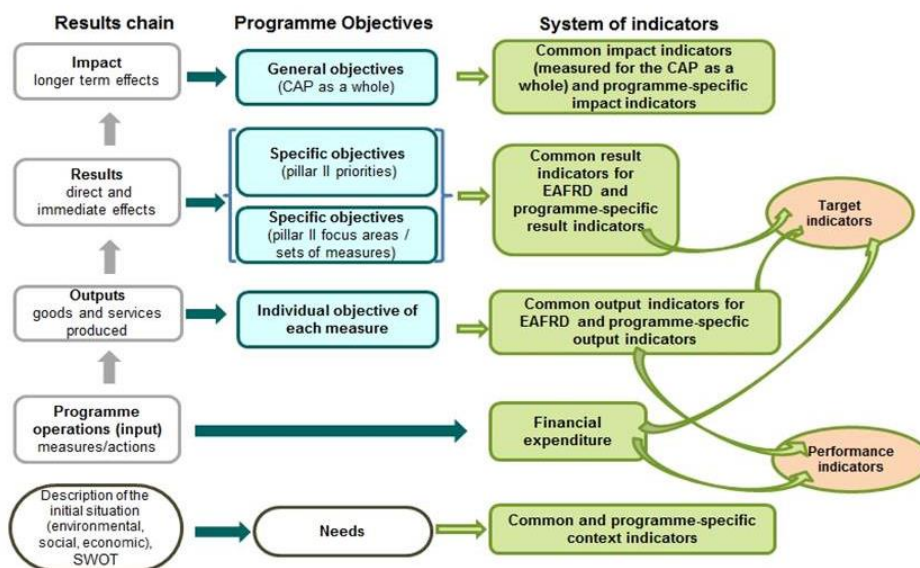 Results chain
Programme Objectives
System of indicators
Impact
longer term effects
General objectives
(CAP as a whole)
Common impact indicators
(measured for the CAP as a
whole) and programme-specific
impact indicators
Results
direct and
immediate effects
Specific objectives
(pillar II priorities)
Specific objectives
(pillar II focus areas /
sets of measures)
Common result
indicators for
EAFRD and
programme-specific
result indicators
Target
indicators
Outputs
goods and services
produced
Individual objective of
each measure
Common output indicators for
EAFRD and programme-specfic
output indicators
Programme
operations (input)
measures/actions
Financial
expenditure
Performance
indicators
Description of the
initial situation
(environmental,
social, economic),
SWOT
Needs
Common and programme-specific
context indicators